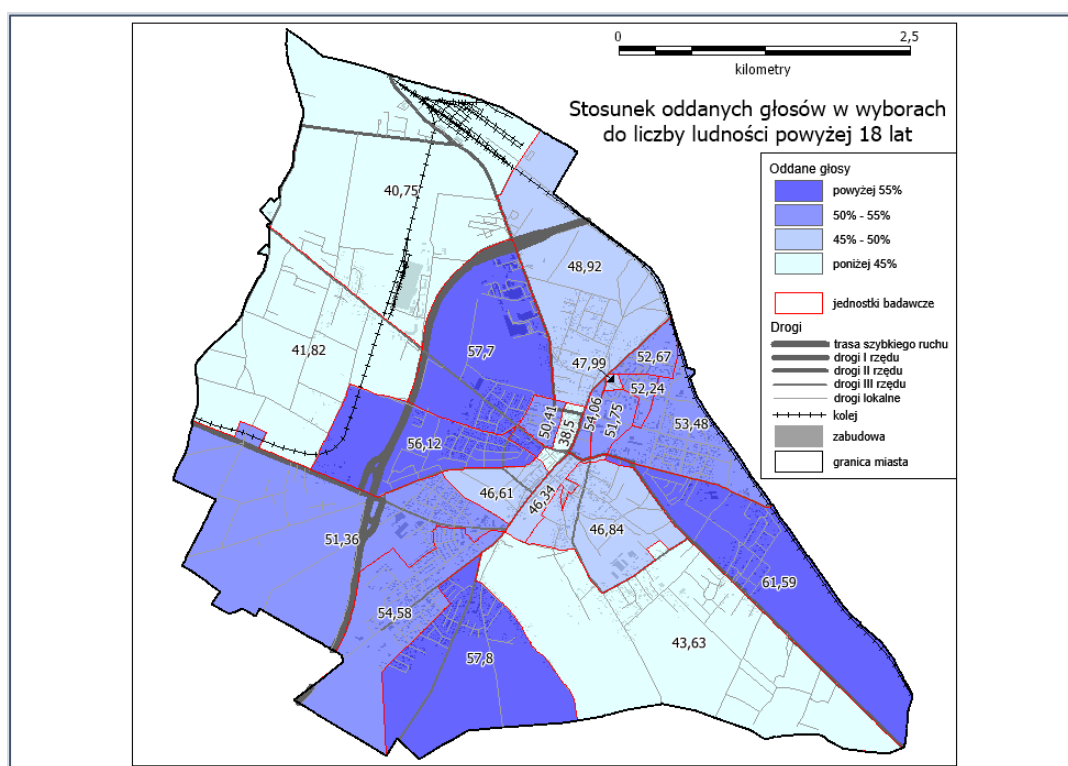 0 2,5
kilometry
Stosunek oddanych głosów w wyborach
do liczby ludności powyżej 18 lat
Oddane głosy
powyżej 55%
50% - 55%
45% - 50%
poniżej 45%
jednostki badawcze
Drogi
trasa szybkiego ruchu
drogi I rzędu
drogi II rzędu
drogi III rzędu
drogi lokalne
kolej
zabudowa
granica miasta
40,75
48,92
41,82
57,7
47,99
52,67
52,24
50,41
38,5
54,06
51,75
53,48
56,12
46,61
46,34
46,84
51,36
61,59
54,58
43,63
57,8